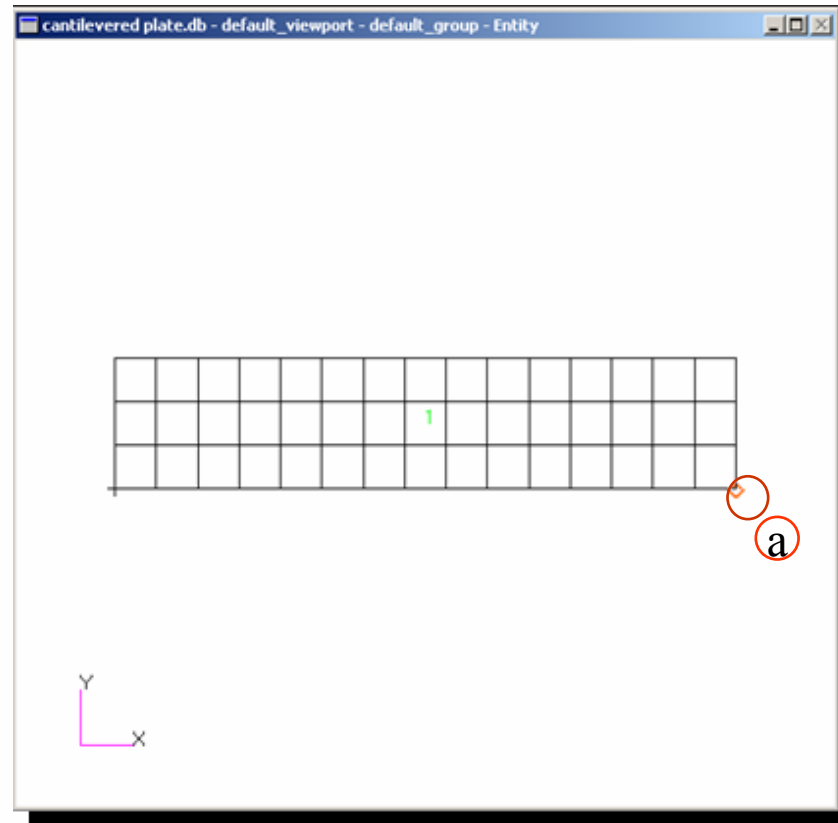 cantilevered plate.db - default_viewport - default_group - Entity
1
a
Y
X